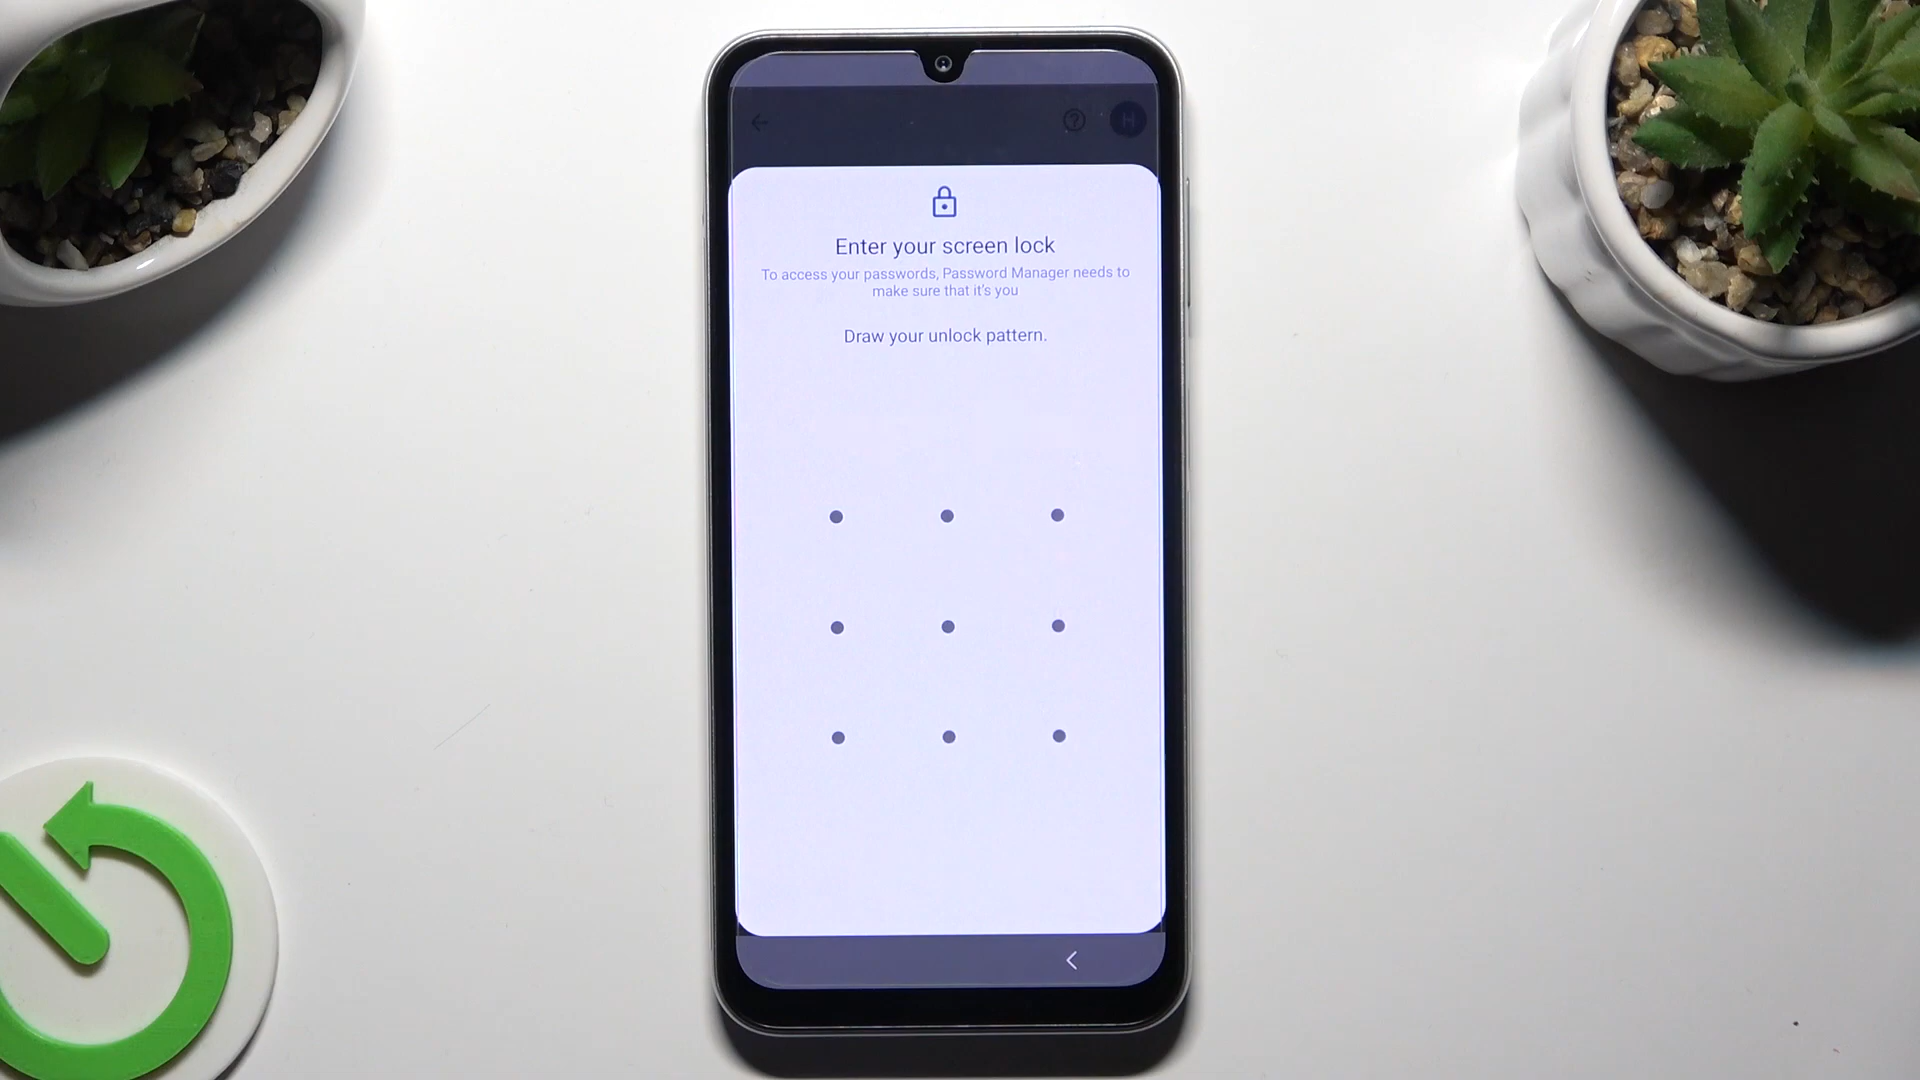 H
Enter your screen lock
To access your passwords, Password Manager needs to
make sure that it's you
Draw your unlock pattern.